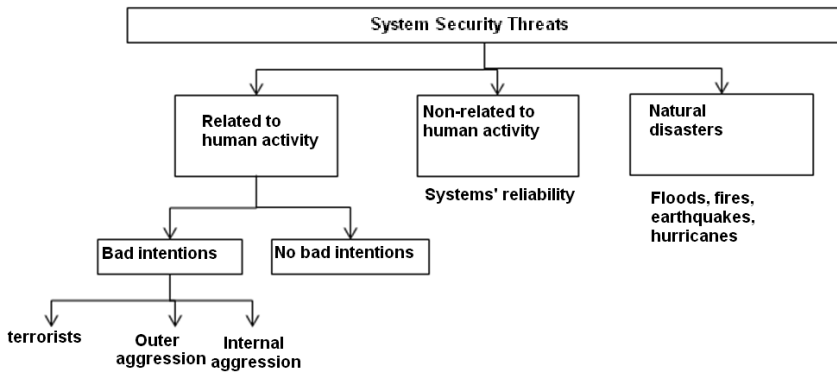 System Security Threats
Related to
human activity
Non-related to
human activity
Natural
disasters
Systems' reliability
Floods, fires,
earthquakes,
hurricanes
Bad intentions
No bad intentions
terrorists
Outer
aggression
Internal
aggression